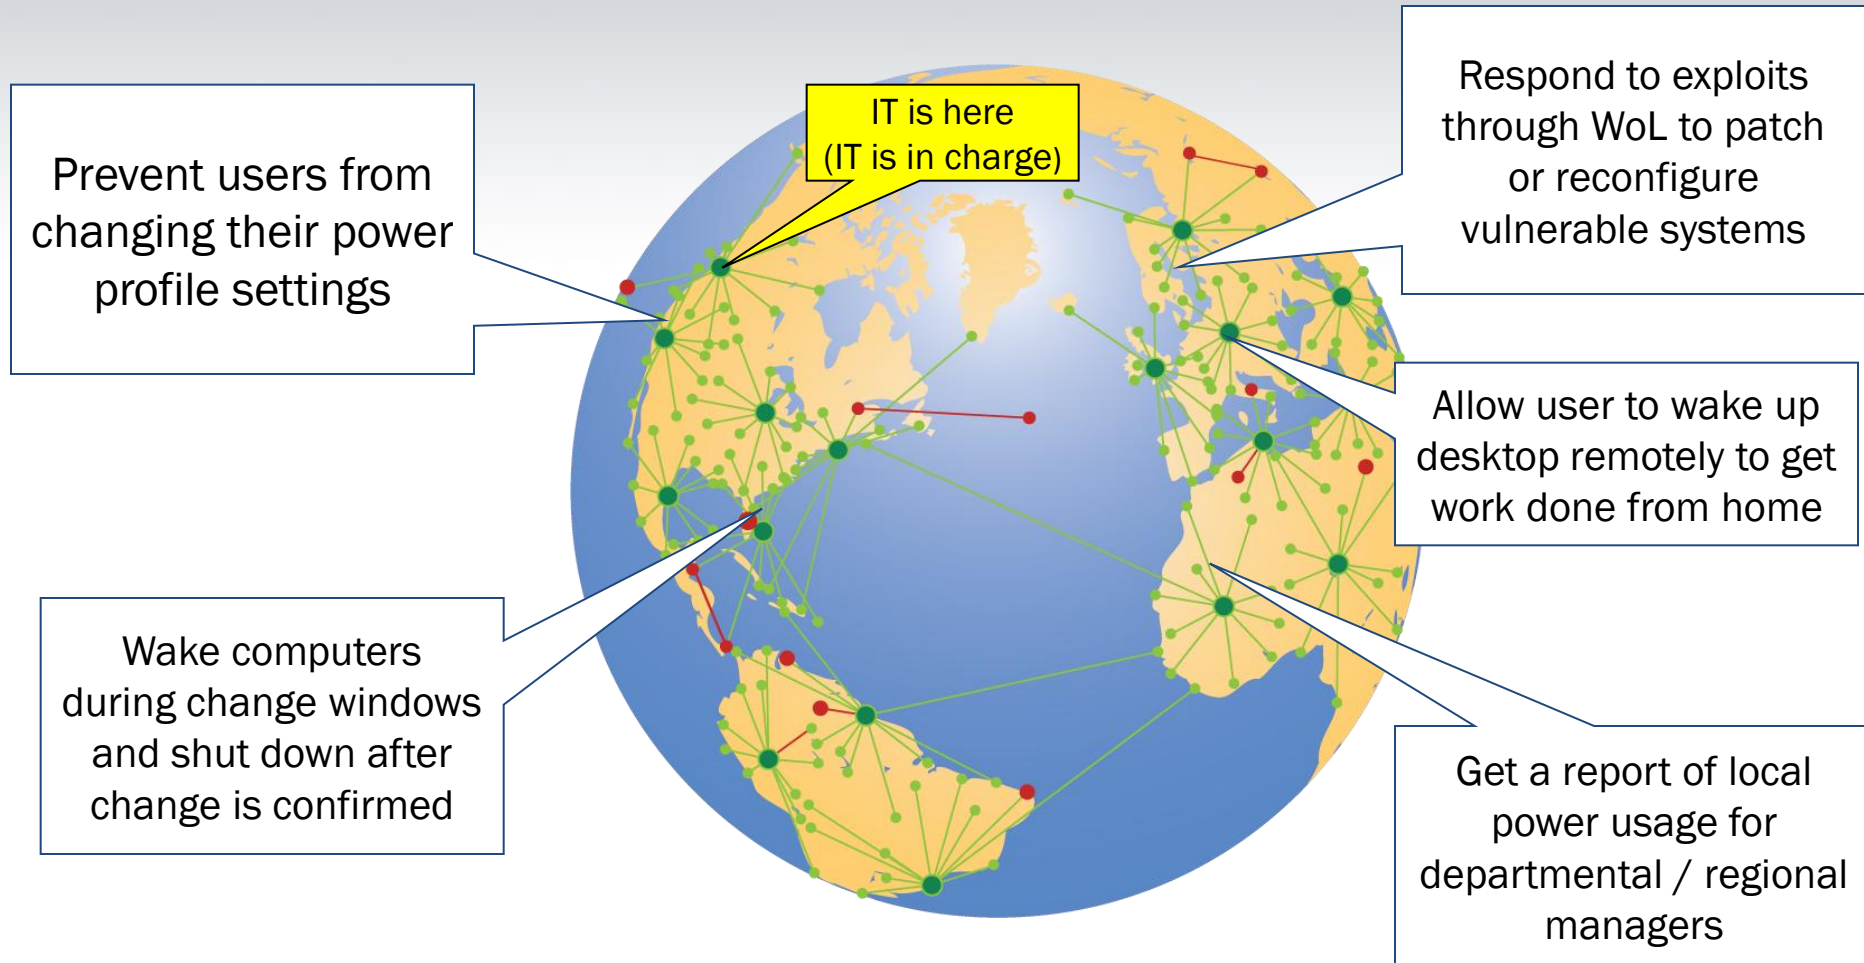 IT is here
(IT is in charge)
Prevent users from
changing their power
profile settings
Respond to exploits
through WoL to patch
or reconfigure
vulnerable systems
Allow user to wake up
desktop remotely to get
work done from home
Wake computers
during change windows
and shut down after
change is confirmed
Get a report of local
power usage for
departmental / regional
managers